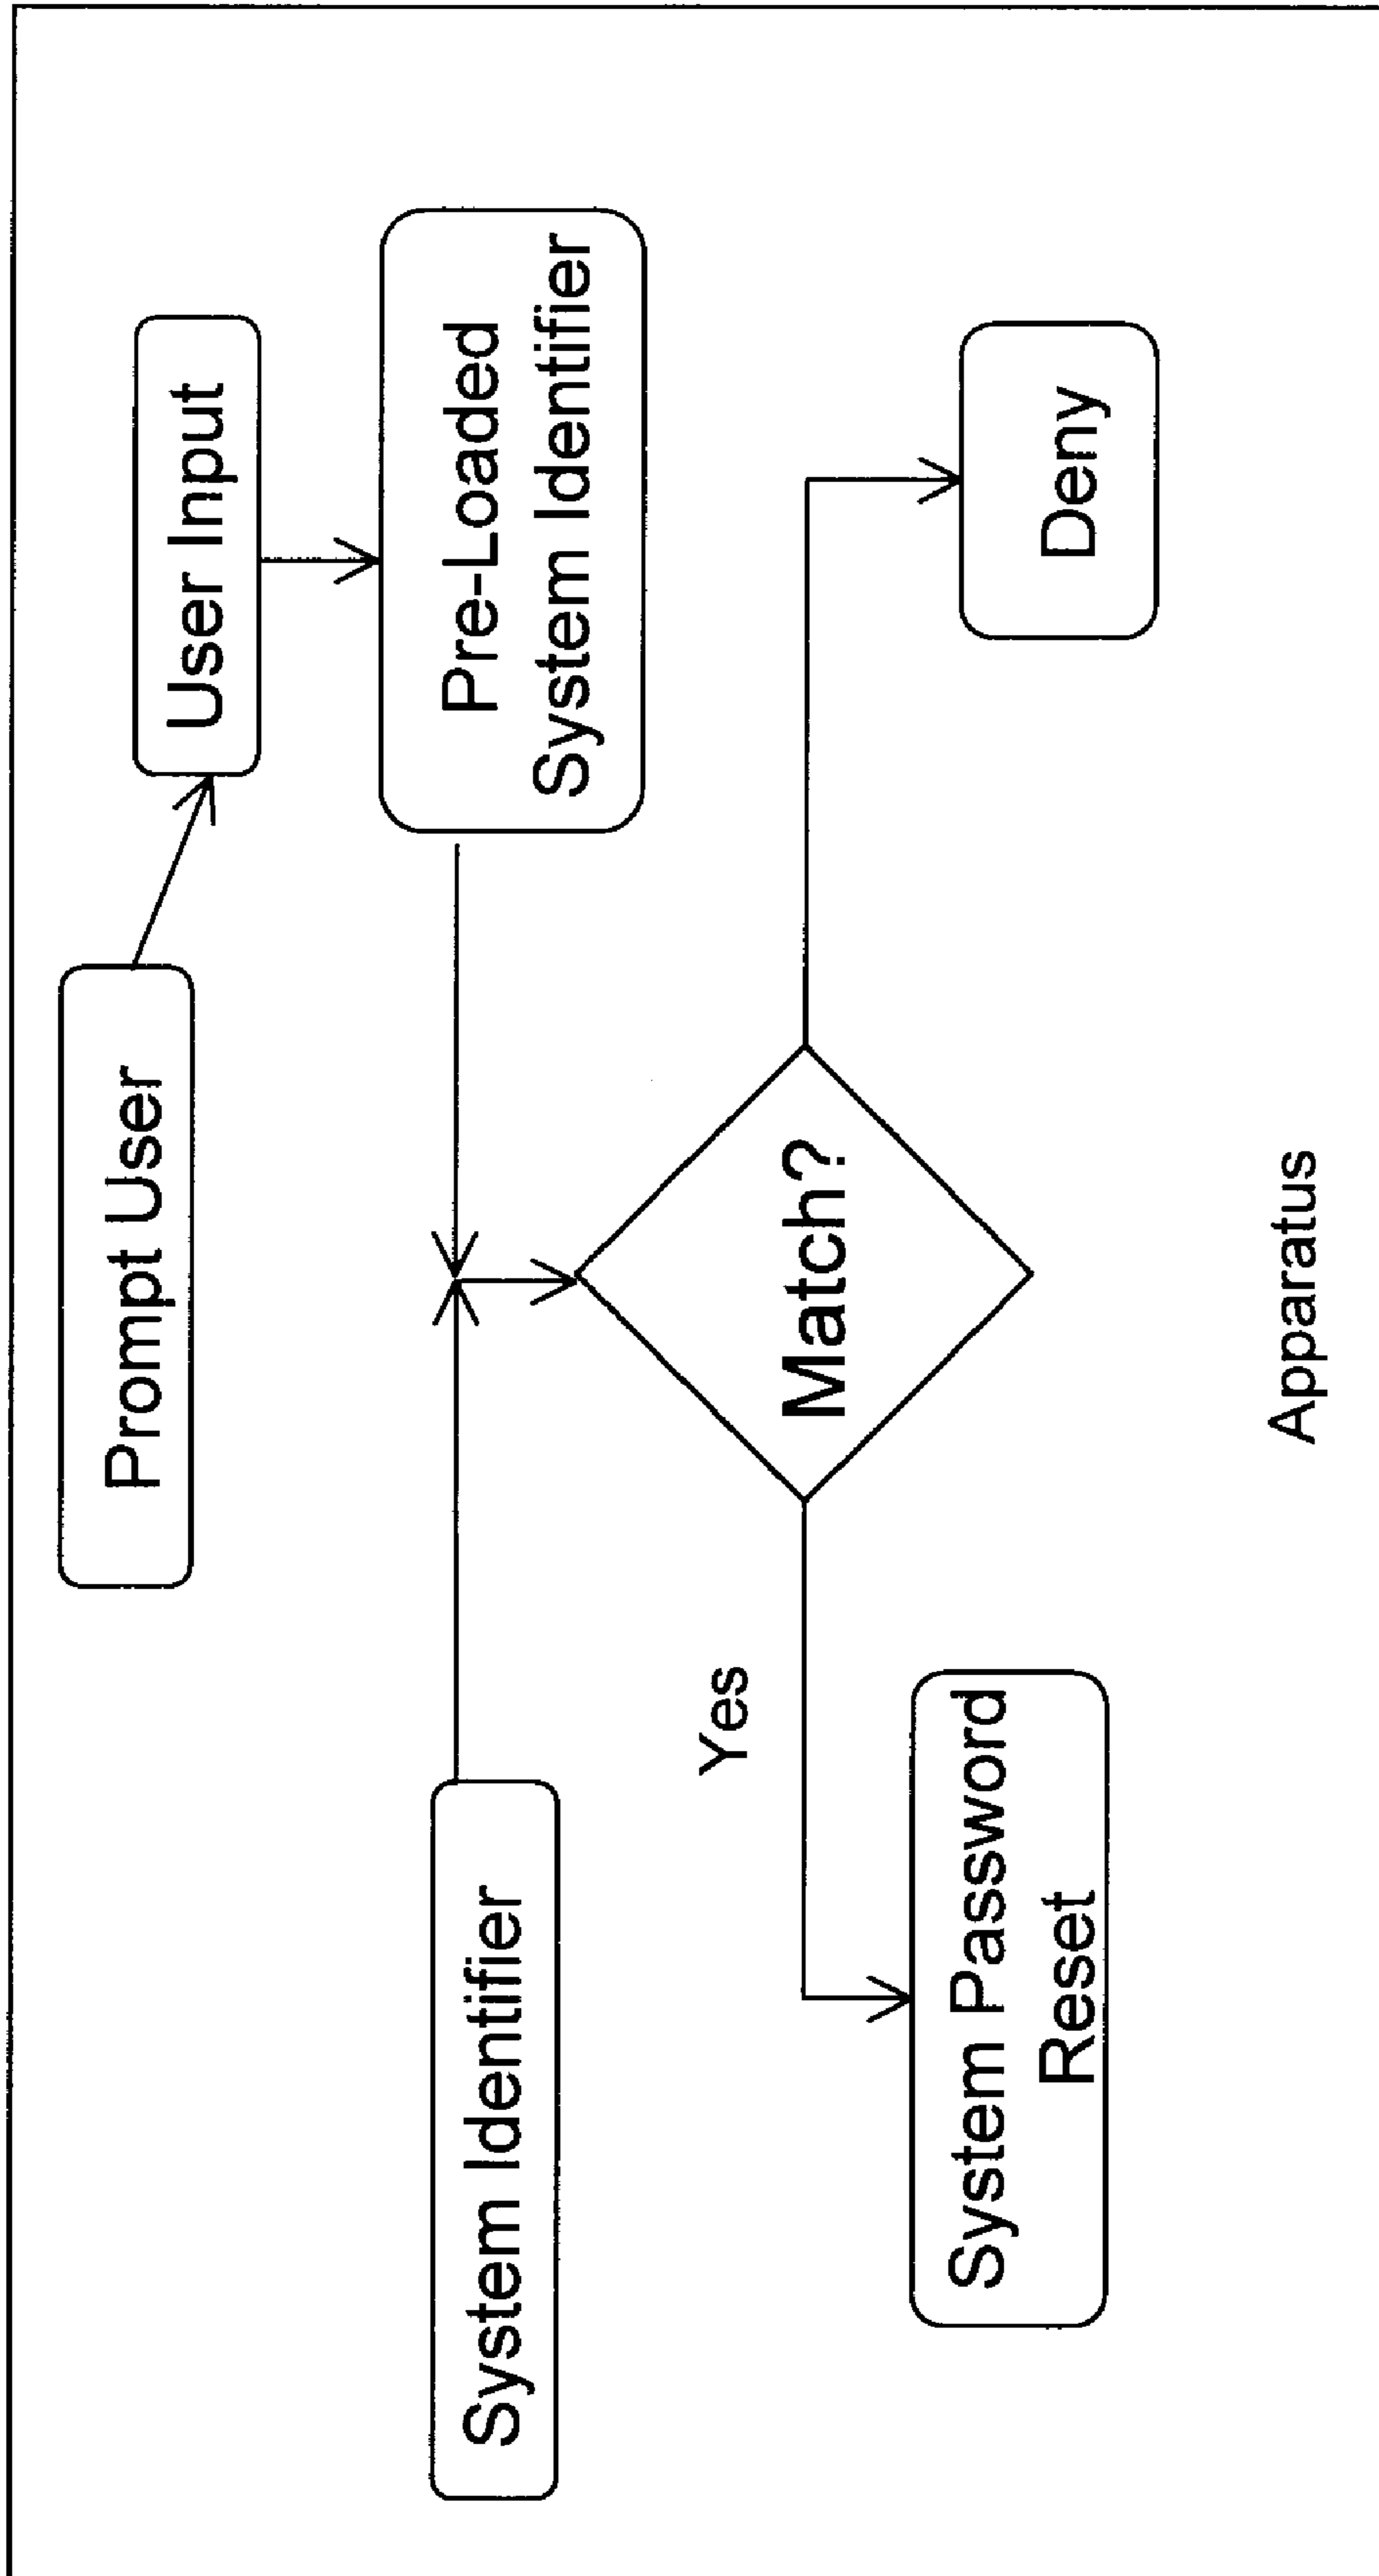 Prompt User
User Input
Pre-Loaded
System Identifier
System Identifier
Match?
Yes
System Password
Reset
Deny
Apparatus